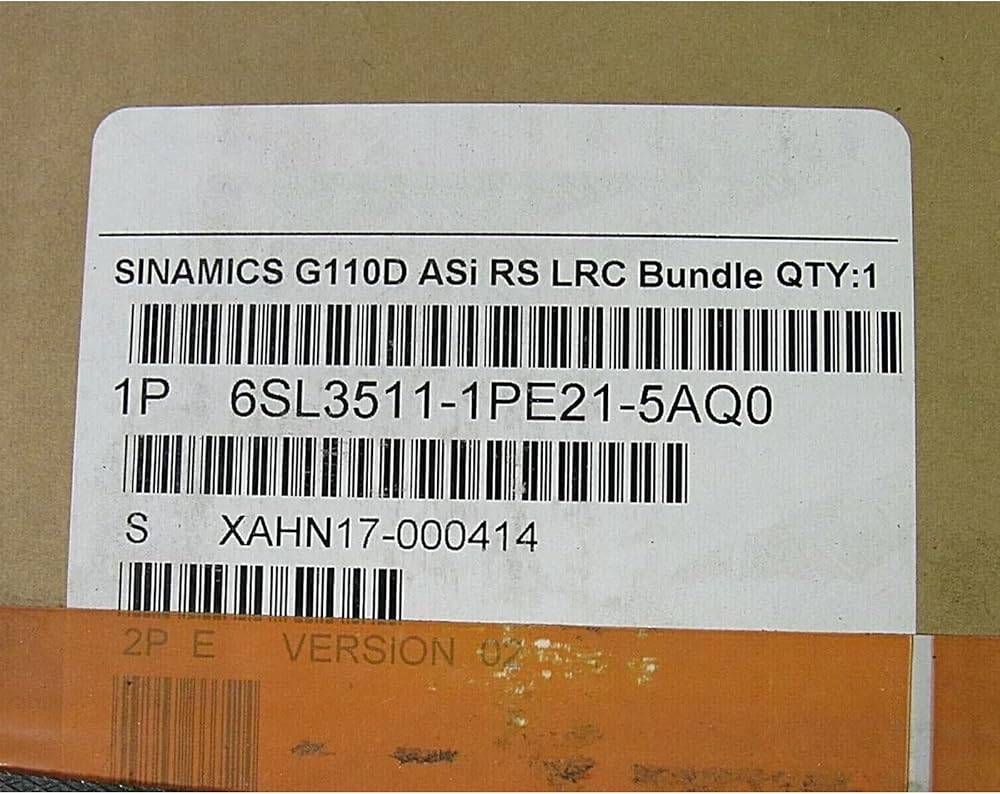 SINAMICS G110D ASi RS LRC Bundle QTY:1
1P 6SL3511-1PE21-5AQ0
S XAHN17-000414
2P E VERSION 02